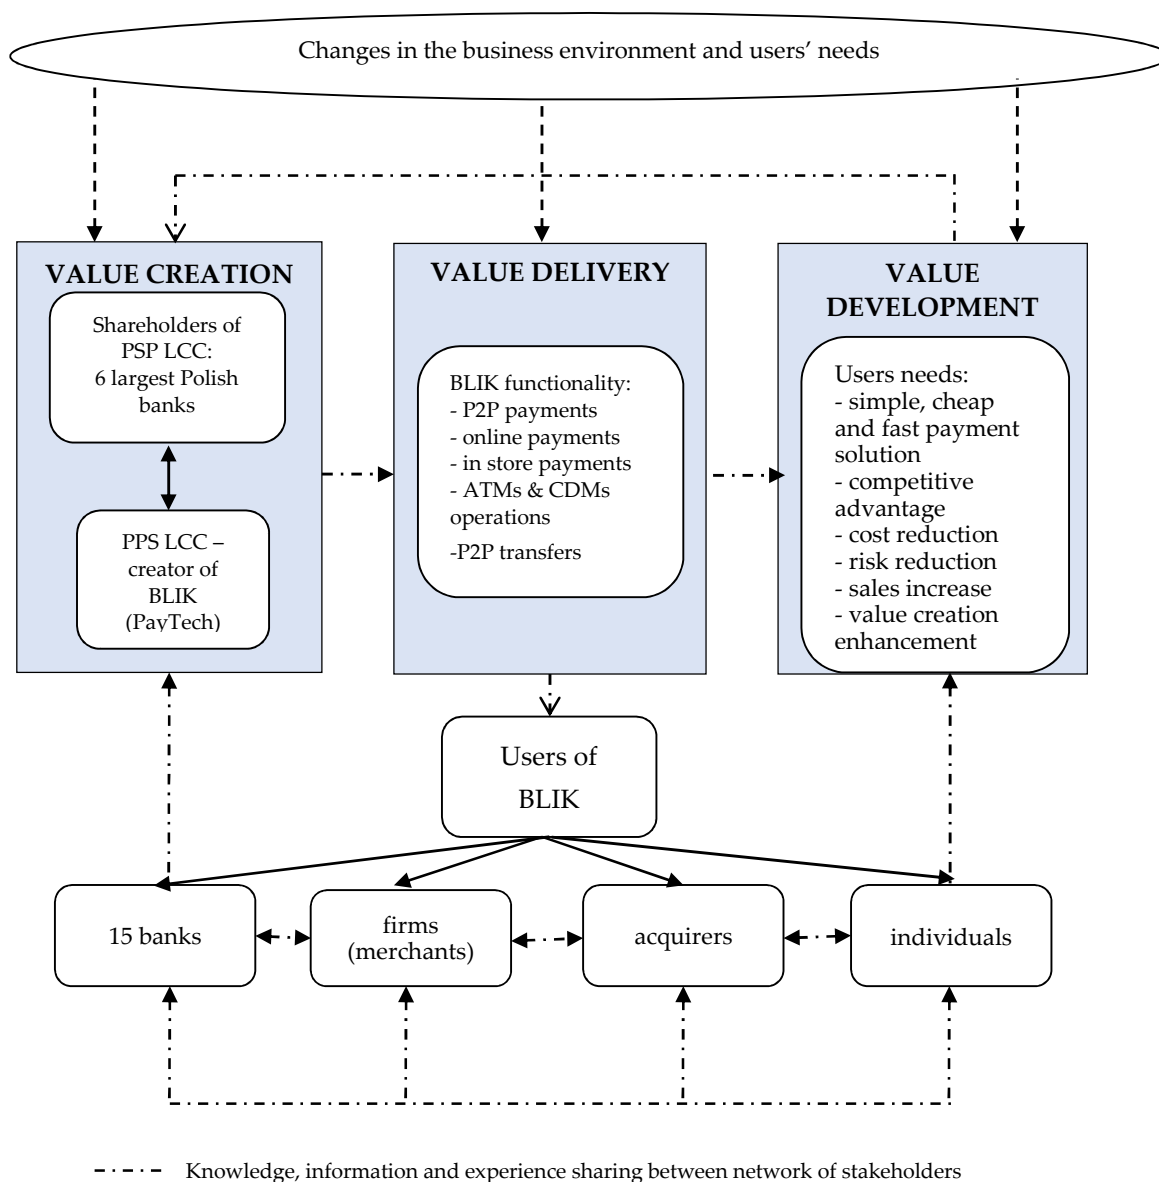 Changes in the business environment and users’ needs
VALUE CREATION
Shareholders of
PSP LCC:
6 largest Polish
banks
PPS LCC –
creator of
BLIK
(PayTech)
VALUE DELIVERY
BLIK functionality:
- P2P payments
- online payments
- in store payments
- ATMs & CDMs
operations
-P2P transfers
VALUE
DEVELOPMENT
Users needs:
- simple, cheap
and fast payment
solution
- competitive
advantage
- cost reduction
- risk reduction
- sales increase
- value creation
enhancement
Users of
BLIK
15 banks
firms
(merchants)
acquirers
individuals
Knowledge, information and experience sharing between network of stakeholders